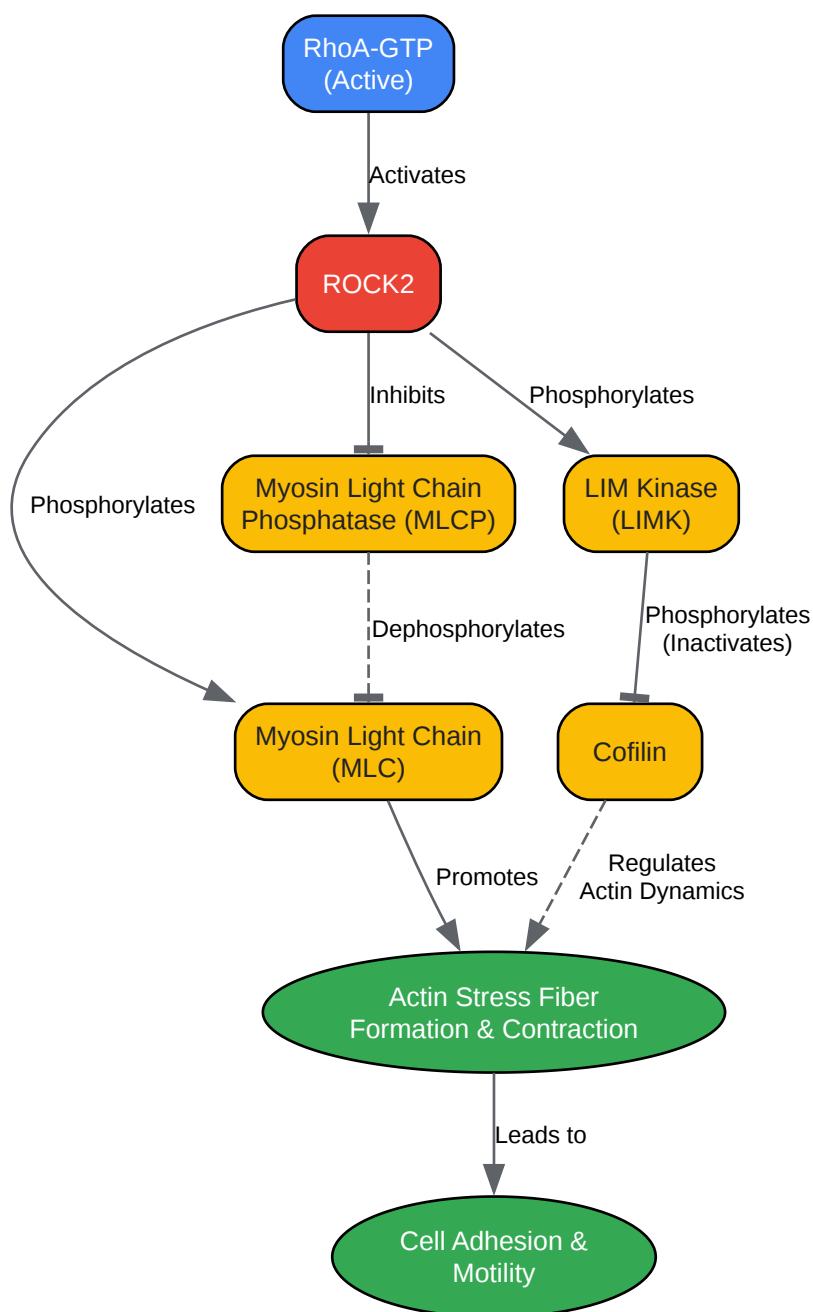 RhoA-GTP
(Active)
Activates
ROCK2
Inhibits
Phosphorylates
Phosphorylates
Myosin Light Chain
Phosphatase (MLCP)
LIM Kinase
(LIMK)
Dephosphorylates
Phosphorylates
(Inactivates)
Myosin Light Chain
(MLC)
Cofilin
Promotes
Regulates
Actin Dynamics
Actin Stress Fiber
Formation & Contraction
Leads to
Cell Adhesion &
Motility